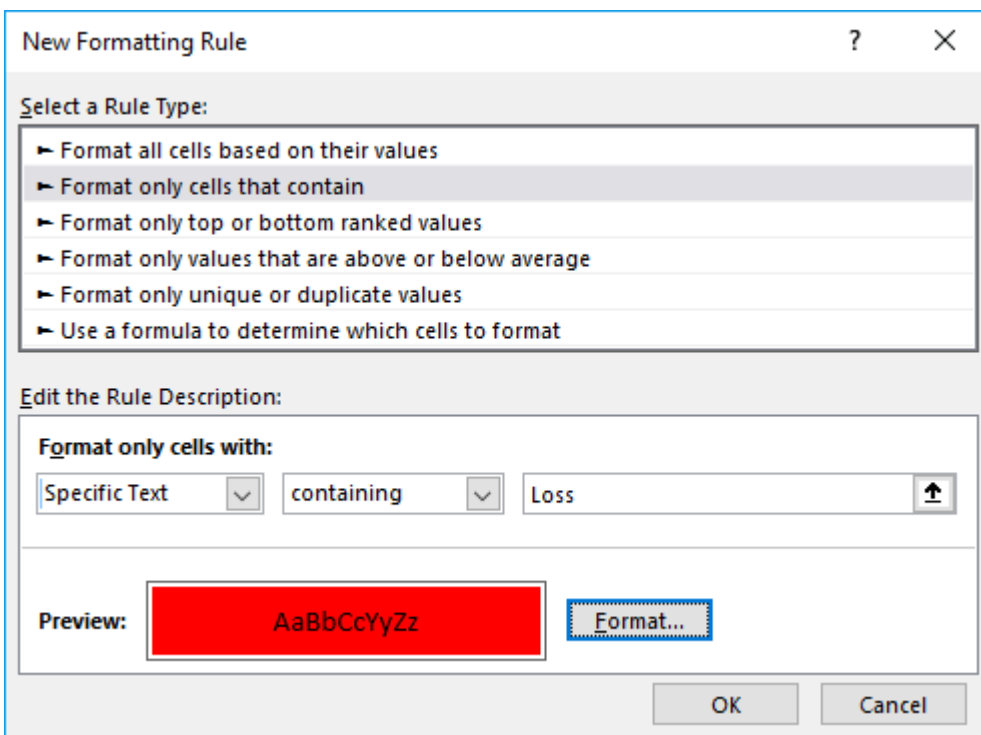 New Formatting Rule ?
Select a Rule Type:
► Format all cells based on their values
► Format only cells that contain
► Format only top or bottom ranked values
► Format only values that are above or below average
► Format only unique or duplicate values
► Use a formula to determine which cells to format
Edit the Rule Description:
Format only cells with:
Specific Text containing Loss
Preview: AaBbCcYyZz Format...
OK Cancel